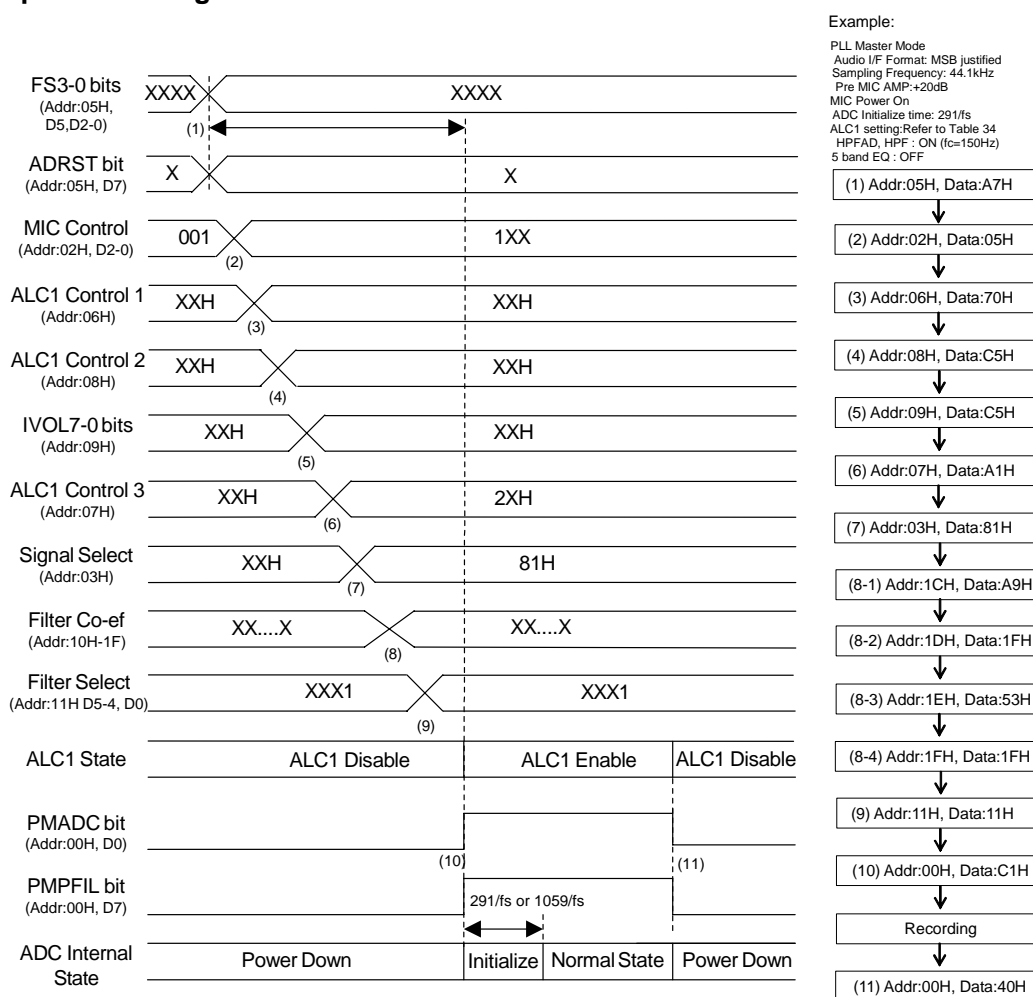 FS3-0 bits
(Addr:05H,
D5,D2-0)
XXXX
XXXX
(1)
ADRST bit
(Addr:05H, D7)
X
X
MIC Control
(Addr:02H, D2-0)
001
1XX
(2)
ALC1 Control 1
(Addr:06H)
XXH
XXH
(3)
ALC1 Control 2
(Addr:08H)
XXH
XXH
(4)
IVOL7-0 bits
(Addr:09H)
XXH
XXH
(5)
ALC1 Control 3
(Addr:07H)
XXH
2XH
(6)
Signal Select
(Addr:03H)
XXH
81H
(7)
Filter Co-ef
(Addr:10H-1F)
XX....X
XX....X
(8)
Filter Select
(Addr:11H D5-4, D0)
XXX1
XXX1
(9)
ALC1 State
ALC1 Disable
ALC1 Enable
ALC1 Disable
PMADC bit
(Addr:00H, D0)
(10)
(11)
PMPFIL bit
(Addr:00H, D7)
291/fs or 1059/fs
ADC Internal
State
Power Down
Initialize
Normal State
Power Down
Example:
PLL Master Mode
Audio I/F Format: MSB justified
Sampling Frequency: 44.1kHz
Pre MIC AMP:+20dB
MIC Power On
ADC Initialize time: 291/fs
ALC1 setting:Refer to Table 34
HPFAD, HPF : ON (fc=150Hz)
5 band EQ : OFF
(1) Addr:05H, Data:A7H
(2) Addr:02H, Data:05H
(3) Addr:06H, Data:70H
(4) Addr:08H, Data:C5H
(5) Addr:09H, Data:C5H
(6) Addr:07H, Data:A1H
(7) Addr:03H, Data:81H
(8-1) Addr:1CH, Data:A9H
(8-2) Addr:1DH, Data:1FH
(8-3) Addr:1EH, Data:53H
(8-4) Addr:1FH, Data:1FH
(9) Addr:11H, Data:11H
(10) Addr:00H, Data:C1H
Recording
(11) Addr:00H, Data:40H